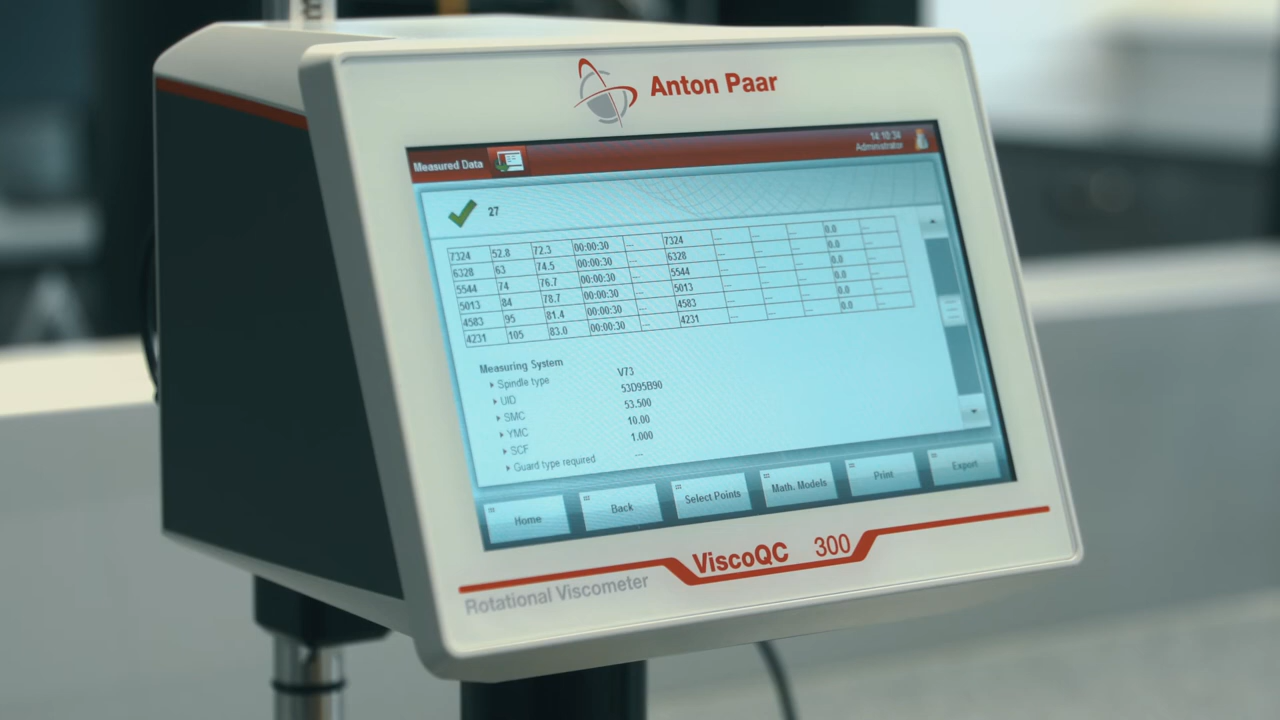 Anton Paar
14:10:34
Measured Data Administrator
27
7324 52.8 72.3 00:00:30 --- 7324 --- --- --- 0.0 ---
6328 63 74.5 00:00:30 --- 6328 --- --- --- 0.0 ---
5544 74 76.7 00:00:30 --- 5544 --- --- --- 0.0 ---
5013 84 78.7 00:00:30 --- 5013 --- --- --- 0.0 ---
4583 95 81.4 00:00:30 --- 4583 --- --- --- 0.0 ---
4231 105 83.0 00:00:30 --- 4231 --- --- --- 0.0 ---
Measuring System
Spindle type V73
UID 53D95B90
SMC 53.500
YMC 10.00
SCF 1.000
Guard type required ---
Home Back Select Points Math. Models Print Export
ViscoQC 300
Rotational Viscometer